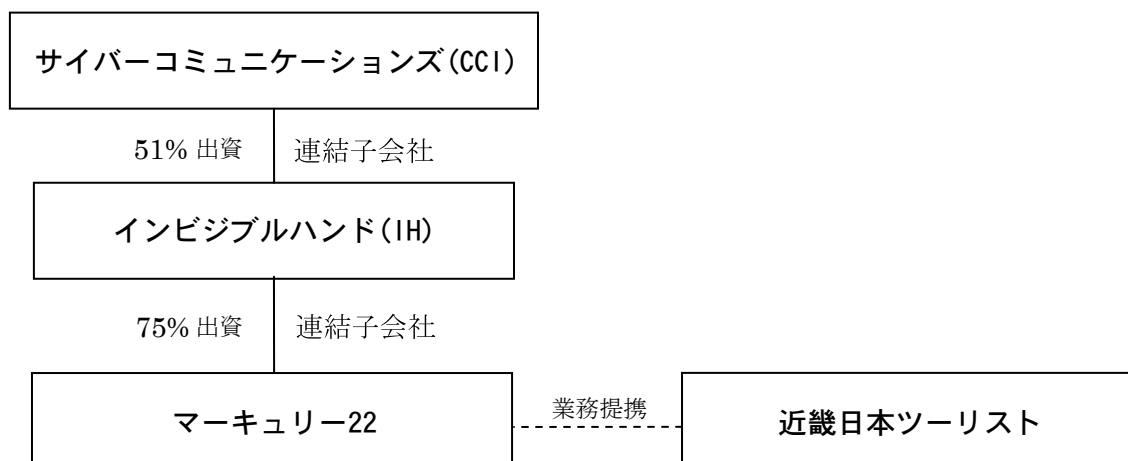 サイバーコミュニケーションズ(CCI)
51% 出資 連結子会社
インビジブルハンド(IH)
75% 出資 連結子会社
マーキュリー22 業務提携 近畿日本ツーリスト